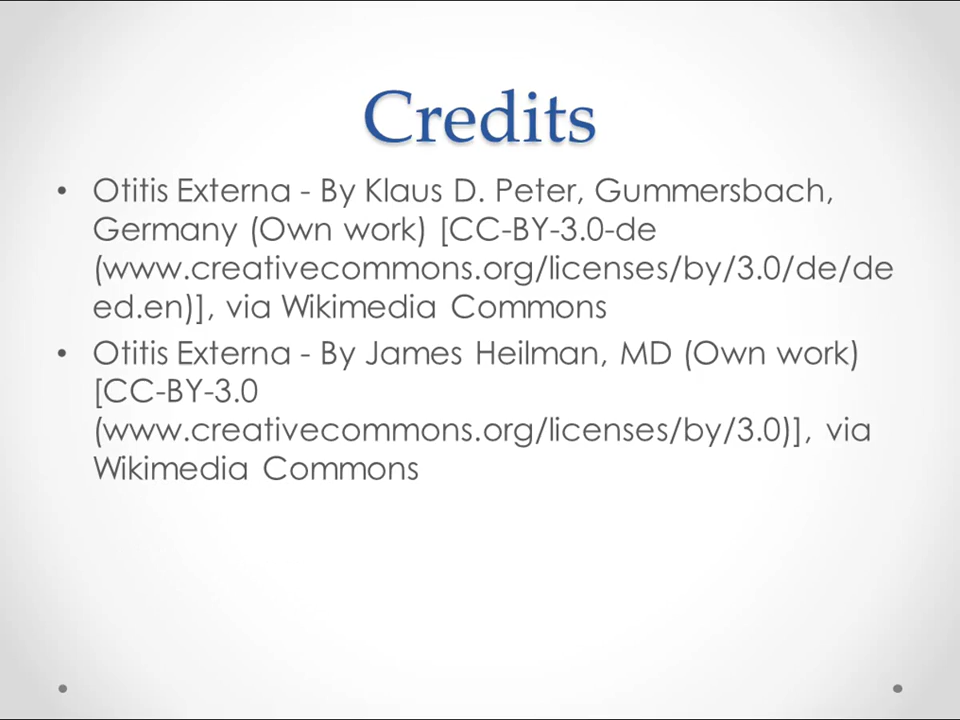 Credits
• Otitis Externa - By Klaus D. Peter, Gummersbach,
Germany (Own work) [CC-BY-3.0-de
(www.creativecommons.org/licenses/by/3.0/de/de
ed.en)], via Wikimedia Commons
• Otitis Externa - By James Heilman, MD (Own work)
[CC-BY-3.0
(www.creativecommons.org/licenses/by/3.0)], via
Wikimedia Commons